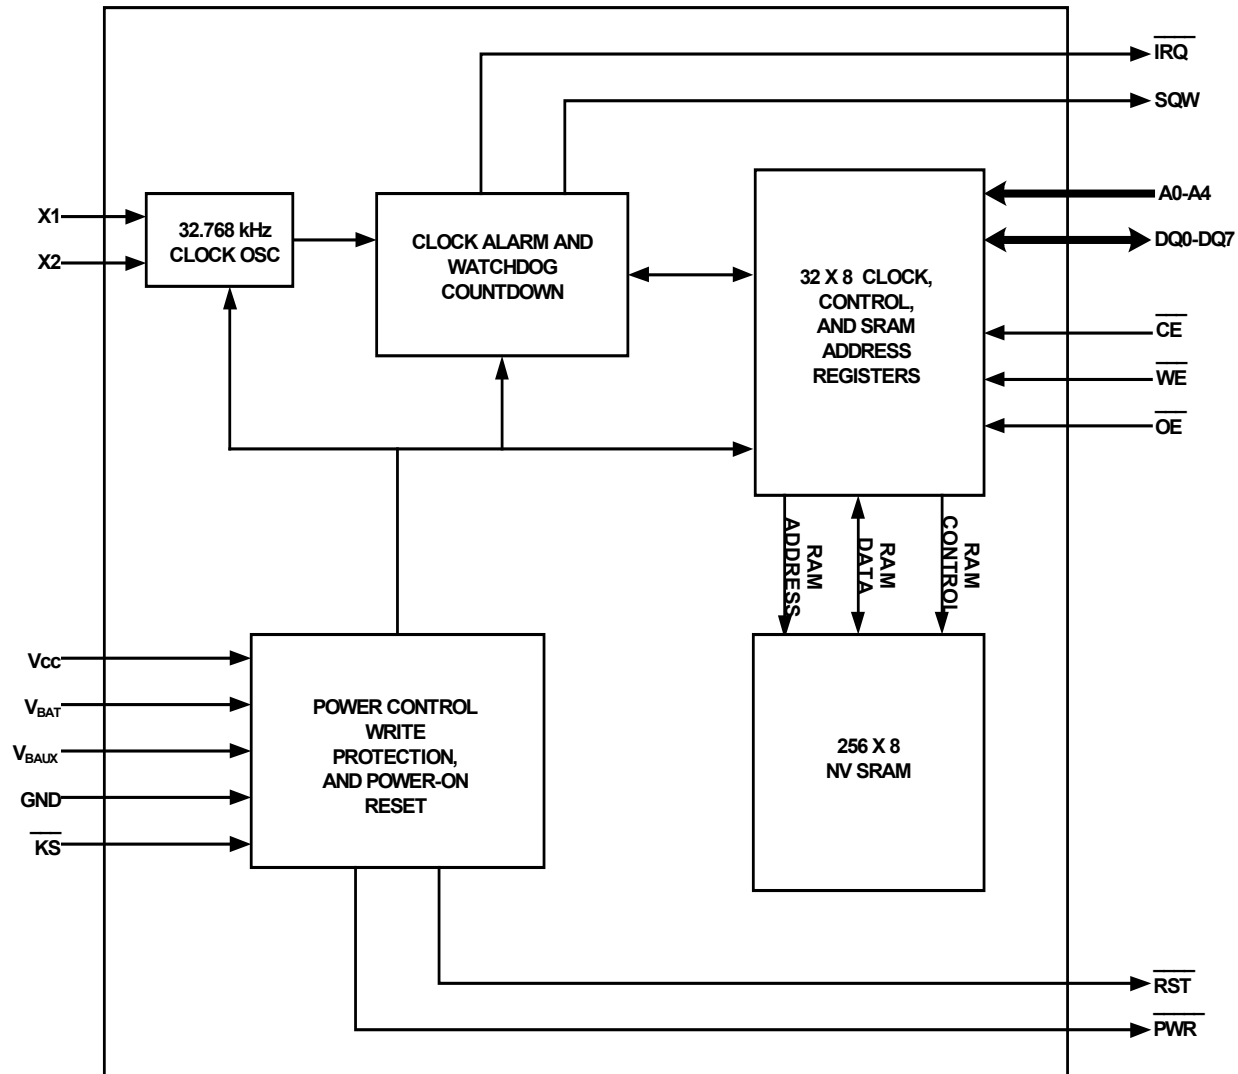 IRQ
SQW
X1
X2
32.768 kHz
CLOCK OSC
CLOCK ALARM AND
WATCHDOG
COUNTDOWN
32 X 8 CLOCK,
CONTROL,
AND SRAM
ADDRESS
REGISTERS
A0-A4
DQ0-DQ7
CE
WE
OE
RAM
ADDRESS
RAM
DATA
RAM
CONTROL
Vcc
VBAT
VBAUX
GND
KS
POWER CONTROL
WRITE
PROTECTION,
AND POWER-ON
RESET
256 X 8
NV SRAM
RST
PWR